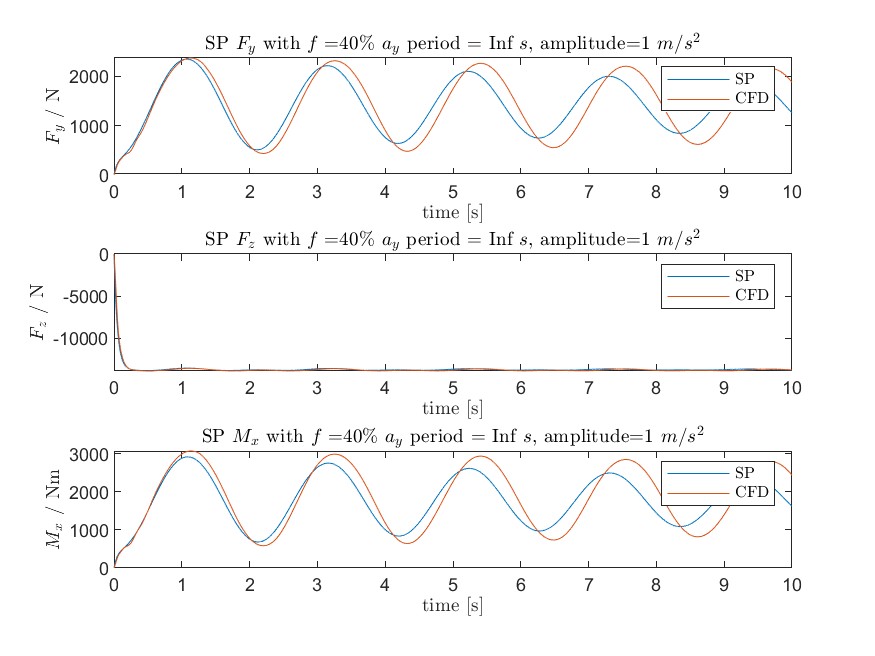 SP F_y with f =40% a_y period = Inf s, amplitude=1 m/s²
2000
1000
0
F_y / N
SP
CFD
0 1 2 3 4 5 6 7 8 9 10
time [s]
SP F_z with f =40% a_y period = Inf s, amplitude=1 m/s²
0
-5000
-10000
F_z / N
SP
CFD
0 1 2 3 4 5 6 7 8 9 10
time [s]
SP M_x with f =40% a_y period = Inf s, amplitude=1 m/s²
3000
2000
1000
0
M_x / Nm
SP
CFD
0 1 2 3 4 5 6 7 8 9 10
time [s]